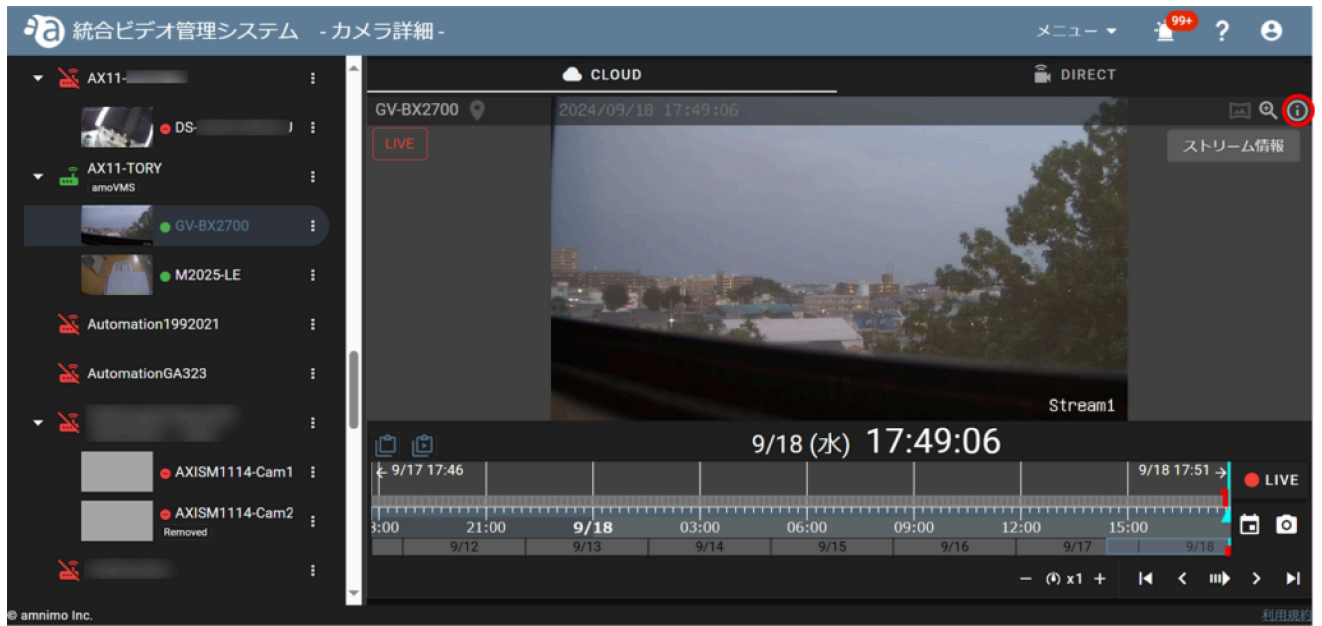 統合ビデオ管理システム - カメラ詳細 -
メニュー 99+ ?
AX11-
DS-
AX11-TORY
amoVMS
GV-BX2700
M2025-LE
Automation1992021
AutomationGA323
AXISM1114-Cam1
AXISM1114-Cam2
Removed
CLOUD DIRECT
GV-BX2700 2024/09/18 17:49:06
LIVE ストリーム情報
Stream1
9/18 (水) 17:49:06
9/17 17:46 9/18 17:51
LIVE
3:00 21:00 9/18 03:00 06:00 09:00 12:00 15:00
9/12 9/13 9/14 9/15 9/16 9/17 9/18
− x1 +
© amnimo Inc. 利用規約